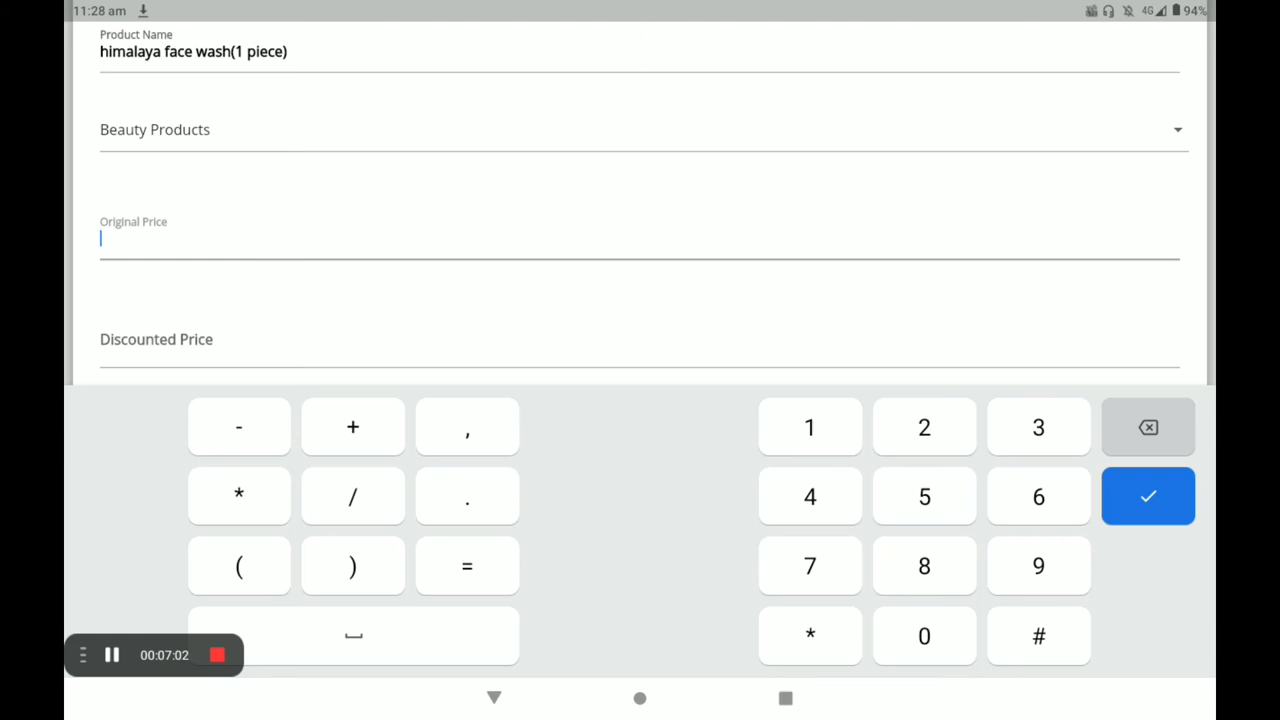 11:28 am 4G 94%
Product Name
himalaya face wash(1 piece)
Beauty Products
Original Price
Discounted Price
- + , 1 2 3
* / . 4 5 6
( ) = 7 8 9
* 0 #
00:07:02